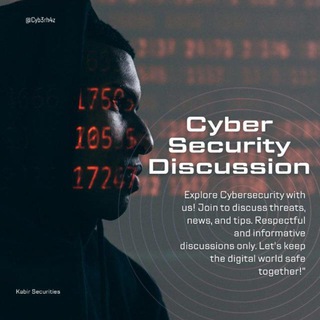 @Cyb3rh4z
Cyber
Security
Discussion
Explore Cybersecurity with
us! Join to discuss threats,
news, and tips. Respectful
and informative
discussions only. Let's keep
the digital world safe
together!"
Kabir Securities